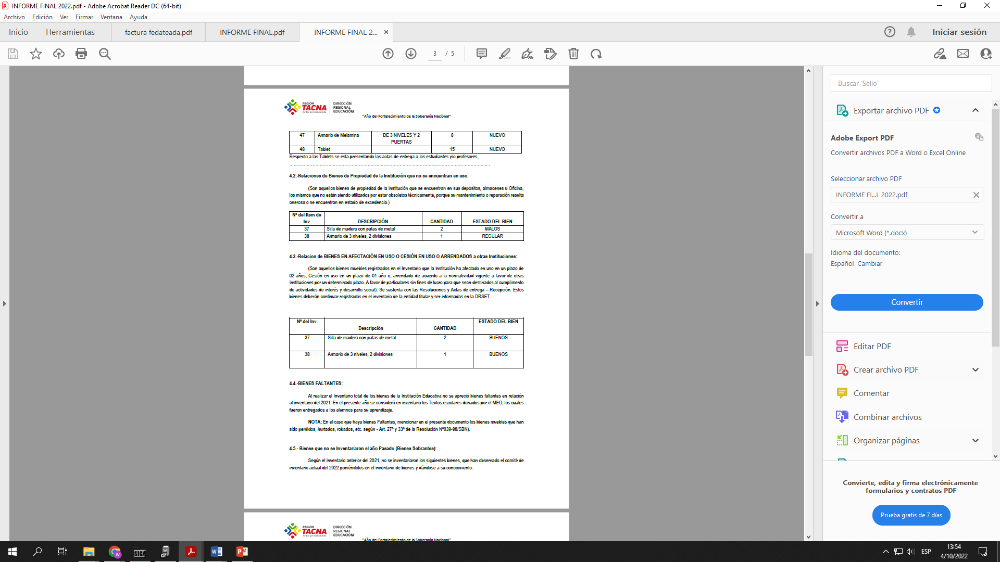 INFORME FINAL 2022.pdf - Adobe Acrobat Reader DC (64-bit)
Archivo Edición Ver Firmar Ventana Ayuda
Inicio Herramientas factura fedateada.pdf INFORME FINAL.pdf INFORME FINAL 2... Iniciar sesión
3 / 5
Buscar 'Sello'
REGIÓN TACNA
Juntos por el desarrollo
DIRECCIÓN
REGIONAL
EDUCACIÓN
"Año del Fortalecimiento de la Soberanía Nacional"
47 Armario de Melamina DE 3 NIVELES Y 2 PUERTAS 8 NUEVO
48 Tablet 15 NUEVO
Respecto a las Tablets se esta presentando las actas de entrega a los estudiantes y/o profesores,
4.2.-Relaciones de Bienes de Propiedad de la Institución que no se encuentran en uso.
(Son aquellos bienes de propiedad de la Institución que se encuentran en sus depósitos, almacenes u Oficina,
los mismos que no están siendo utilizados por estar obsoletos técnicamente, porque su mantenimiento o reparación resulta
onerosa o se encuentran en estado de excedencia.)
Nº del Item de Inv DESCRIPCIÓN CANTIDAD ESTADO DEL BIEN
37 Silla de madera con patas de metal 2 MALOS
38 Armario de 3 niveles, 2 divisiones 1 REGULAR
4.3.-Relacion de BIENES EN AFECTACIÓN EN USO O CESIÓN EN USO O ARRENDADOS a otras Instituciones:
(Son aquellos bienes muebles registrados en el Inventario que la Institución ha afectado en uso en un plazo de
02 años, Cesión en uso en un plazo de 01 año o, arrendado de acuerdo a la normatividad vigente a favor de otras
Instituciones por un determinado plazo. A favor de particulares sin fines de lucro para que sean destinados al cumplimento
de actividades de interés y desarrollo social). Se sustenta con las Resoluciones y Actas de entrega – Recepción. Estos
bienes deberán continuar registrados en el inventario de la entidad titular y ser informadas en la DRSET.
Nº del Inv. Descripción CANTIDAD ESTADO DEL BIEN
37 Silla de madera con patas de metal 2 BUENOS
38 Armario de 3 niveles, 2 divisiones 1 BUENOS
4.4.-BIENES FALTANTES:
Al realizar el Inventario total de los bienes de la Institución Educativa no se apreció bienes faltantes en relación
al inventario del 2021. En el presente año se consideró en inventario los Textos escolares donados por el MED, los cuales
fueron entregados a los alumnos para su aprendizaje.
NOTA: En el caso que haya bienes Faltantes, mencionar en el presente documento los bienes muebles que han
sido perdidos, hurtados, robados, etc. según - Art. 27º y 33º de la Resolución Nº039-98/SBN).
4.5.- Bienes que no se Inventariaron el año Pasado (Bienes Sobrantes):
Según el Inventario anterior del 2021, no se inventariaron los siguientes bienes, que han observado el comité de
inventario actual del 2022 poniéndolos en el inventario de bienes y dándose a su conocimiento:
REGIÓN TACNA
Juntos por el desarrollo
DIRECCIÓN
REGIONAL
EDUCACIÓN
"Año del Fortalecimiento de la Soberanía Nacional"
Exportar archivo PDF
Adobe Export PDF
Convertir archivos PDF a Word o Excel Online
Seleccionar archivo PDF
INFORME FI...L 2022.pdf
Convertir a
Microsoft Word (*.docx)
Idioma del documento:
Español Cambiar
Convertir
Editar PDF
Crear archivo PDF
Comentar
Combinar archivos
Organizar páginas
Convierte, edita y firma electrónicamente
formularios y contratos PDF
Prueba gratis de 7 días
SIGA
ESP
13:54
4/10/2022